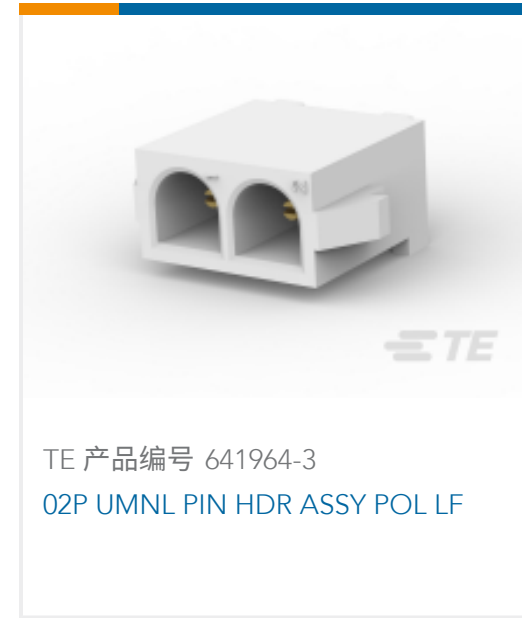 TE
TE 产品编号 641964-3
02P UMNL PIN HDR ASSY POL LF